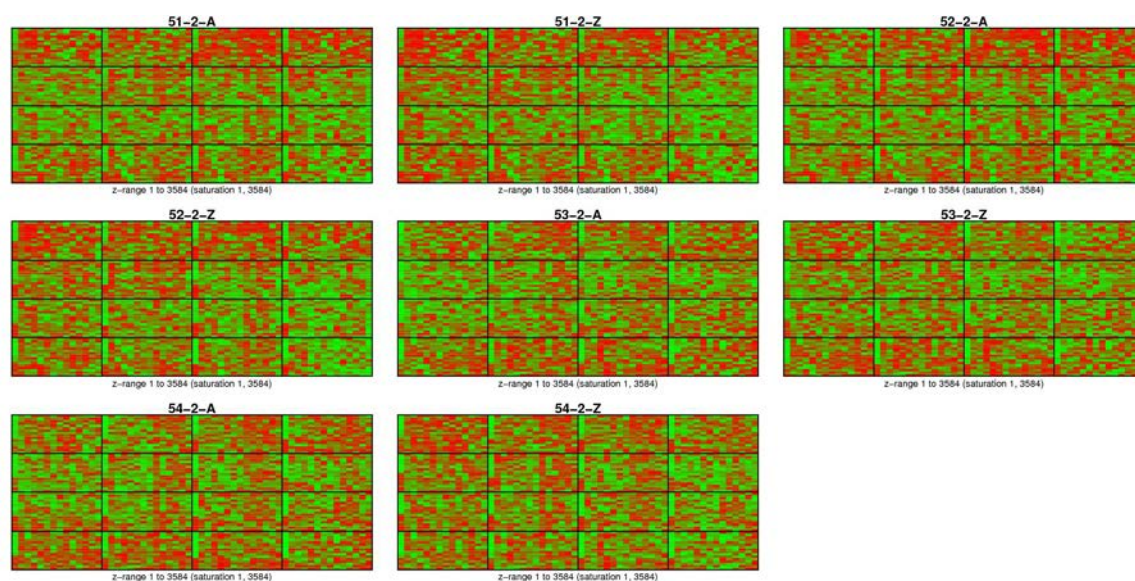 51-2-A
51-2-Z
52-2-A
z-range 1 to 3584 (saturation 1, 3584)
z-range 1 to 3584 (saturation 1, 3584)
z-range 1 to 3584 (saturation 1, 3584)
52-2-Z
53-2-A
53-2-Z
z-range 1 to 3584 (saturation 1, 3584)
z-range 1 to 3584 (saturation 1, 3584)
z-range 1 to 3584 (saturation 1, 3584)
54-2-A
54-2-Z
z-range 1 to 3584 (saturation 1, 3584)
z-range 1 to 3584 (saturation 1, 3584)